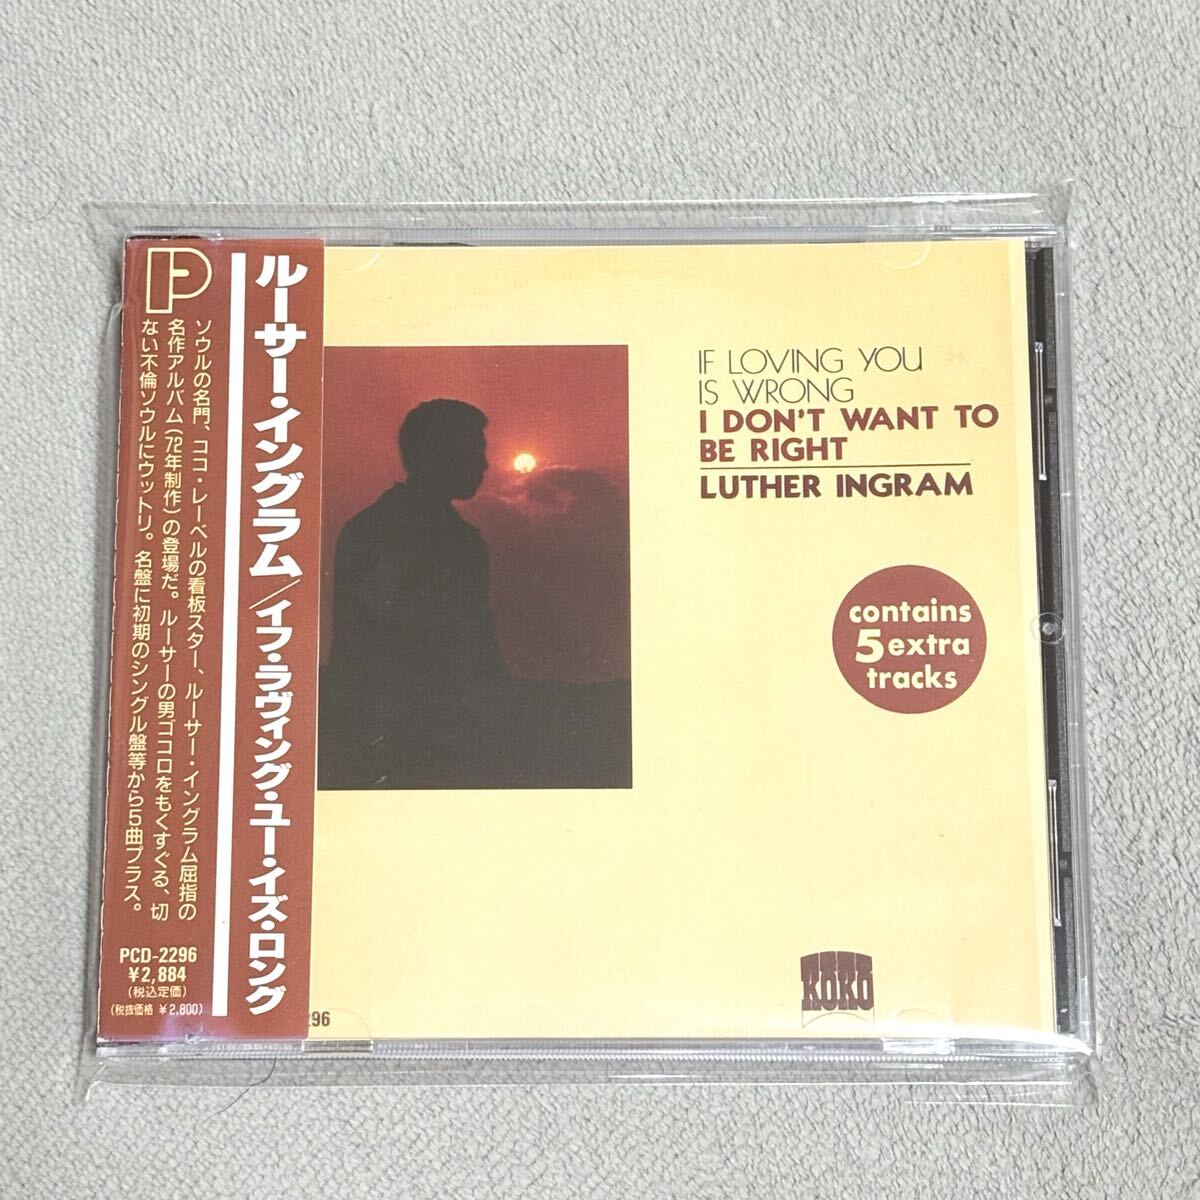 P
ルーサー・イングラム/イフ・ラヴィング・ユー・イズ・ロング
ソウルの名門、ココ・レーベルの看板スター、ルーサー・イングラム屈指の
名作アルバム(72年制作)の登場だ。ルーサーの男ゴコロをもくすぐる、切
ない不倫ソウルにウットリ。名盤に初期のシングル盤等から5曲プラス。
PCD-2296
¥2,884
(税込定価)
(税抜価格 ¥2,800)
IF LOVING YOU
IS WRONG
I DON'T WANT TO
BE RIGHT
LUTHER INGRAM
contains
5 extra
tracks
KOKO
296